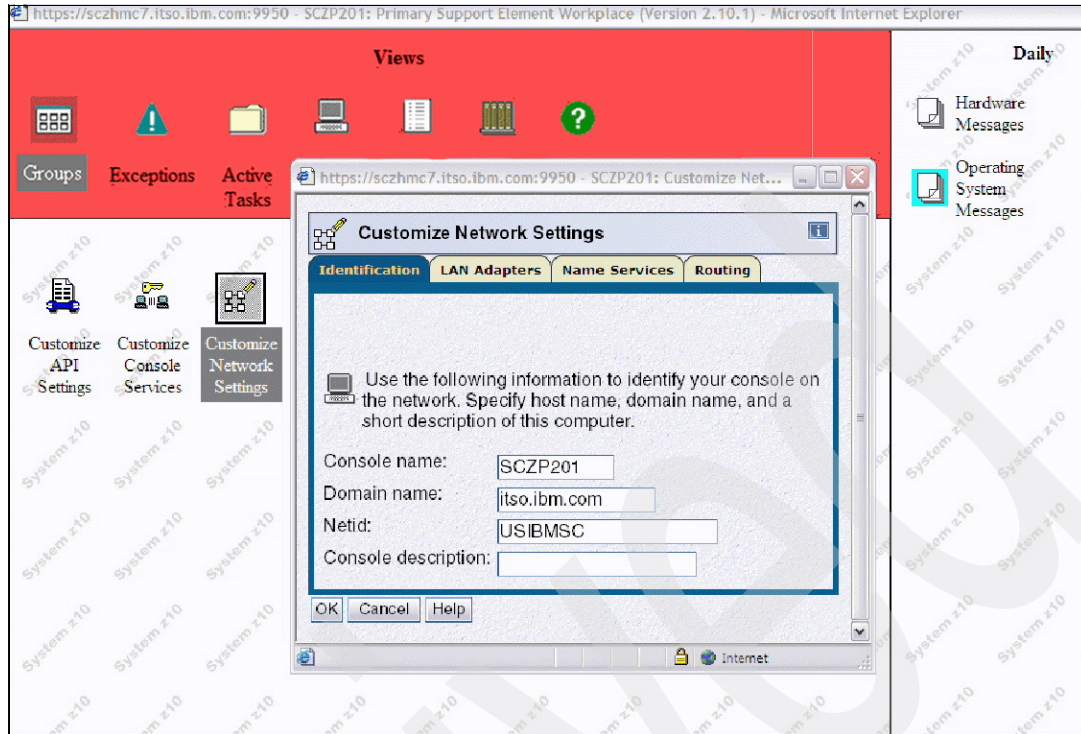 https://sczhmc7.itso.ibm.com:9950 - SCZP201: Primary Support Element Workplace (Version 2.10.1) - Microsoft Internet Explorer
Views
Groups
Exceptions
Active
Tasks
Daily
Hardware
Messages
Operating
System
Messages
Customize
API
Settings
Customize
Console
Services
Customize
Network
Settings
https://sczhmc7.itso.ibm.com:9950 - SCZP201: Customize Net...
Customize Network Settings
Identification
LAN Adapters
Name Services
Routing
Use the following information to identify your console on
the network. Specify host name, domain name, and a
short description of this computer.
Console name: SCZP201
Domain name: itso.ibm.com
Netid: USIBMSC
Console description:
OK Cancel Help
Internet
System z10